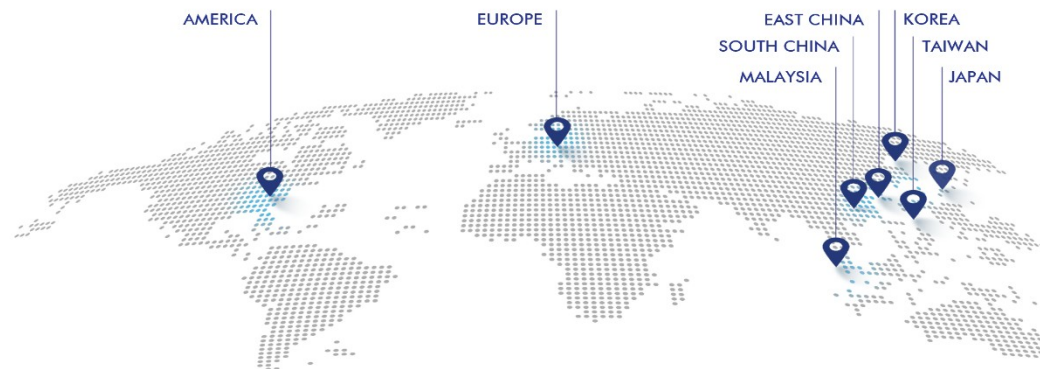 AMERICA
EUROPE
EAST CHINA
KOREA
SOUTH CHINA
TAIWAN
MALAYSIA
JAPAN